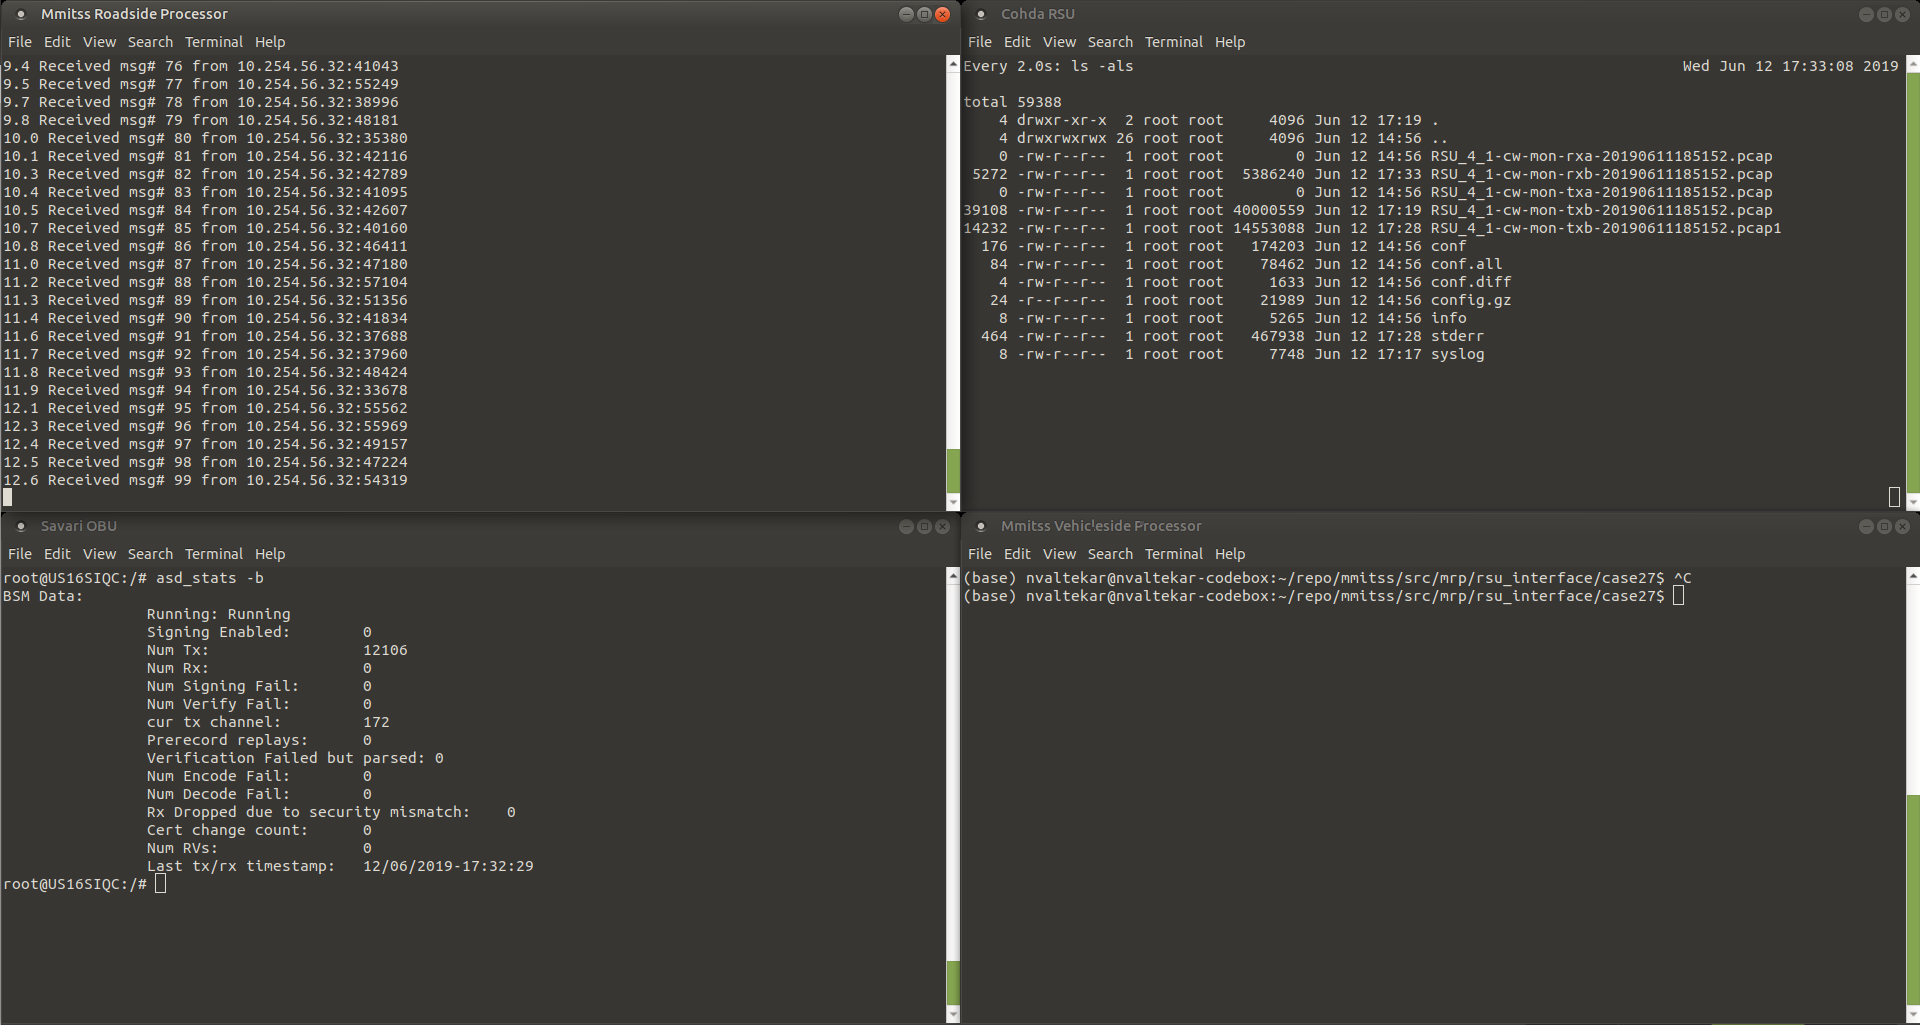 Mmitss Roadside Processor
File Edit View Search Terminal Help
9.4 Received msg# 76 from 10.254.56.32:41043
9.5 Received msg# 77 from 10.254.56.32:55249
9.7 Received msg# 78 from 10.254.56.32:38996
9.8 Received msg# 79 from 10.254.56.32:48181
10.0 Received msg# 80 from 10.254.56.32:35380
10.1 Received msg# 81 from 10.254.56.32:42116
10.3 Received msg# 82 from 10.254.56.32:42789
10.4 Received msg# 83 from 10.254.56.32:41095
10.5 Received msg# 84 from 10.254.56.32:42607
10.7 Received msg# 85 from 10.254.56.32:40160
10.8 Received msg# 86 from 10.254.56.32:46411
11.0 Received msg# 87 from 10.254.56.32:47180
11.2 Received msg# 88 from 10.254.56.32:57104
11.3 Received msg# 89 from 10.254.56.32:51356
11.4 Received msg# 90 from 10.254.56.32:41834
11.6 Received msg# 91 from 10.254.56.32:37688
11.7 Received msg# 92 from 10.254.56.32:37960
11.8 Received msg# 93 from 10.254.56.32:48424
11.9 Received msg# 94 from 10.254.56.32:33678
12.1 Received msg# 95 from 10.254.56.32:55562
12.3 Received msg# 96 from 10.254.56.32:55969
12.4 Received msg# 97 from 10.254.56.32:49157
12.5 Received msg# 98 from 10.254.56.32:47224
12.6 Received msg# 99 from 10.254.56.32:54319
Cohda RSU
File Edit View Search Terminal Help
Every 2.0s: ls -als Wed Jun 12 17:33:08 2019
total 59388
4 drwxr-xr-x 2 root root 4096 Jun 12 17:19 .
4 drwxrwxrwx 26 root root 4096 Jun 12 14:56 ..
0 -rw-r--r-- 1 root root 0 Jun 12 14:56 RSU_4_1-cw-mon-rxa-20190611185152.pcap
5272 -rw-r--r-- 1 root root 5386240 Jun 12 17:33 RSU_4_1-cw-mon-rxb-20190611185152.pcap
0 -rw-r--r-- 1 root root 0 Jun 12 14:56 RSU_4_1-cw-mon-txa-20190611185152.pcap
39108 -rw-r--r-- 1 root root 40000559 Jun 12 17:19 RSU_4_1-cw-mon-txb-20190611185152.pcap
14232 -rw-r--r-- 1 root root 14553088 Jun 12 17:28 RSU_4_1-cw-mon-txb-20190611185152.pcap1
176 -rw-r--r-- 1 root root 174203 Jun 12 14:56 conf
84 -rw-r--r-- 1 root root 78462 Jun 12 14:56 conf.all
4 -rw-r--r-- 1 root root 1633 Jun 12 14:56 conf.diff
24 -r--r--r-- 1 root root 21989 Jun 12 14:56 config.gz
8 -rw-r--r-- 1 root root 5265 Jun 12 14:56 info
464 -rw-r--r-- 1 root root 467938 Jun 12 17:28 stderr
8 -rw-r--r-- 1 root root 7748 Jun 12 17:17 syslog
Savari OBU
File Edit View Search Terminal Help
root@US16SIQC:/# asd_stats -b
BSM Data:
Running: Running
Signing Enabled: 0
Num Tx: 12106
Num Rx: 0
Num Signing Fail: 0
Num Verify Fail: 0
cur tx channel: 172
Prerecord replays: 0
Verification Failed but parsed: 0
Num Encode Fail: 0
Num Decode Fail: 0
Rx Dropped due to security mismatch: 0
Cert change count: 0
Num RVs: 0
Last tx/rx timestamp: 12/06/2019-17:32:29
root@US16SIQC:/#
Mmitss Vehicleside Processor
File Edit View Search Terminal Help
(base) nvaltekar@nvaltekar-codebox:~/repo/mmitss/src/mrp/rsu_interface/case27$ ^C
(base) nvaltekar@nvaltekar-codebox:~/repo/mmitss/src/mrp/rsu_interface/case27$